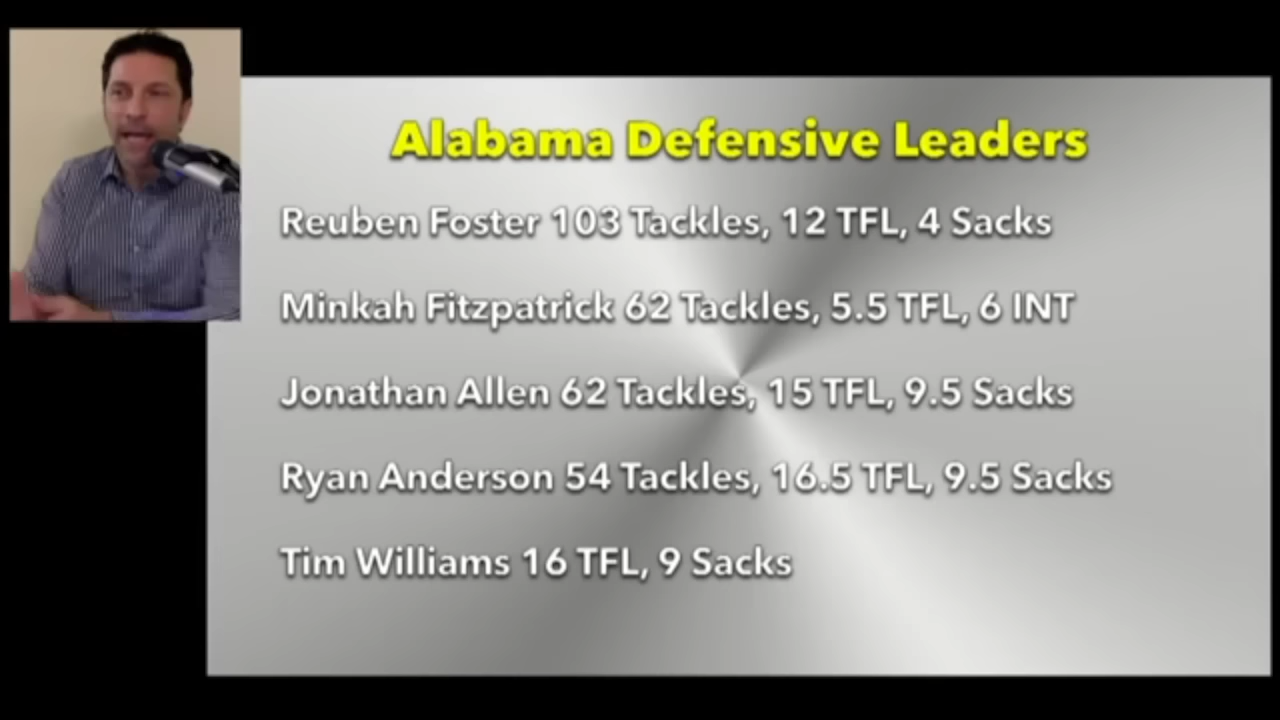 Alabama Defensive Leaders
Reuben Foster 103 Tackles, 12 TFL, 4 Sacks
Minkah Fitzpatrick 62 Tackles, 5.5 TFL, 6 INT
Jonathan Allen 62 Tackles, 15 TFL, 9.5 Sacks
Ryan Anderson 54 Tackles, 16.5 TFL, 9.5 Sacks
Tim Williams 16 TFL, 9 Sacks